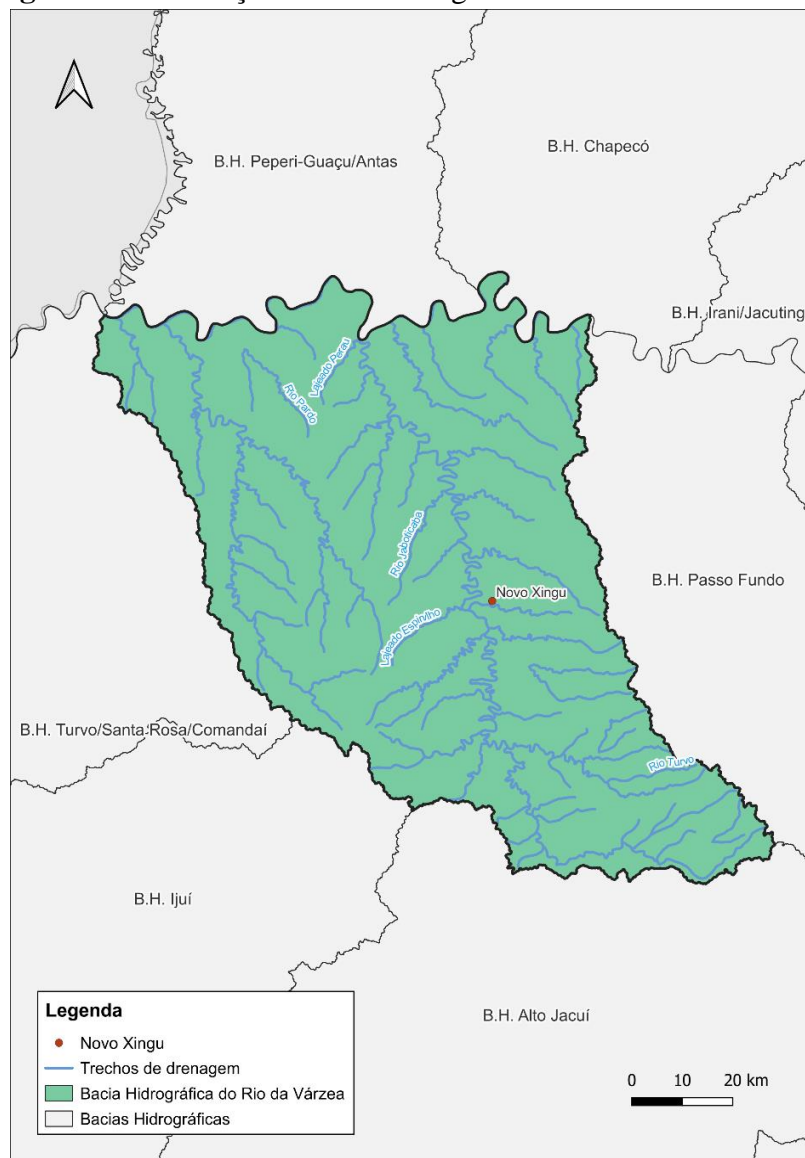 B.H. Peperi-Guaçu/Antas
B.H. Chapecó
B.H. Irani/Jacuting
Lajeado Perau
Rio Pardo
Rio Jaboticaba
B.H. Passo Fundo
Novo Xingu
Lajeado Espinilho
B.H. Turvo/Santa Rosa/Comandaí
Rio Turvo
B.H. Ijuí
B.H. Alto Jacuí
Legenda
Novo Xingu
Trechos de drenagem
Bacia Hidrográfica do Rio da Várzea
Bacias Hidrográficas
0 10 20 km